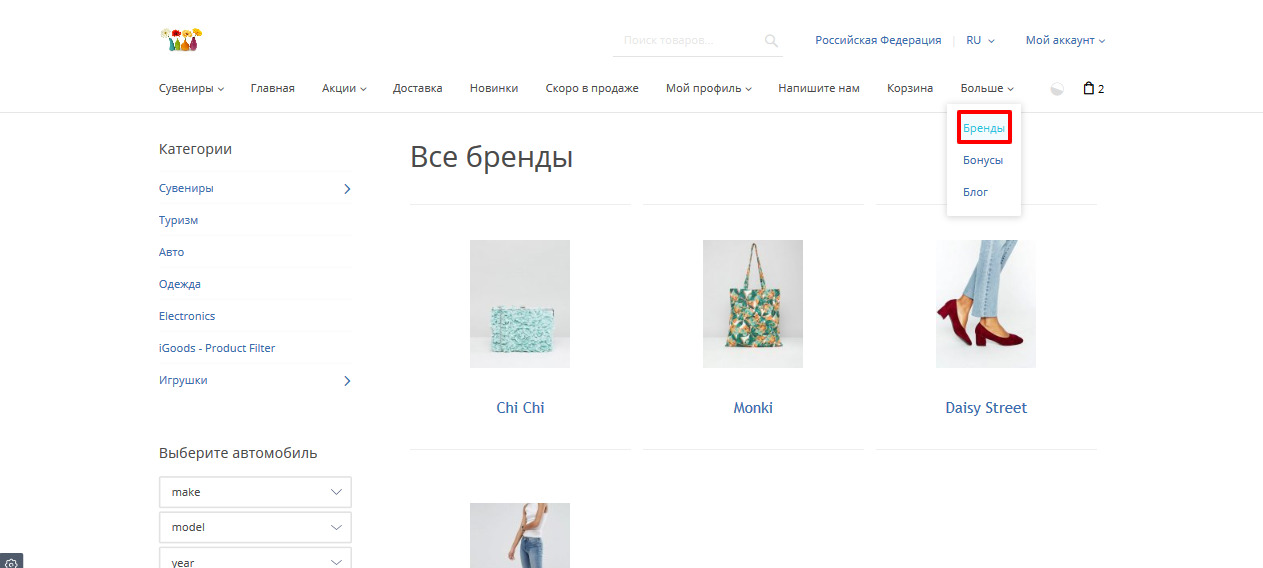 Поиск товаров...
Российская Федерация
RU
Мой аккаунт
Сувениры
Главная
Акции
Доставка
Новинки
Скоро в продаже
Мой профиль
Напишите нам
Корзина
Больше
2
Бренды
Бонусы
Блог
Категории
Сувениры
Туризм
Авто
Одежда
Electronics
iGoods - Product Filter
Игрушки
Выберите автомобиль
make
model
year
Все бренды
Chi Chi
Monki
Daisy Street